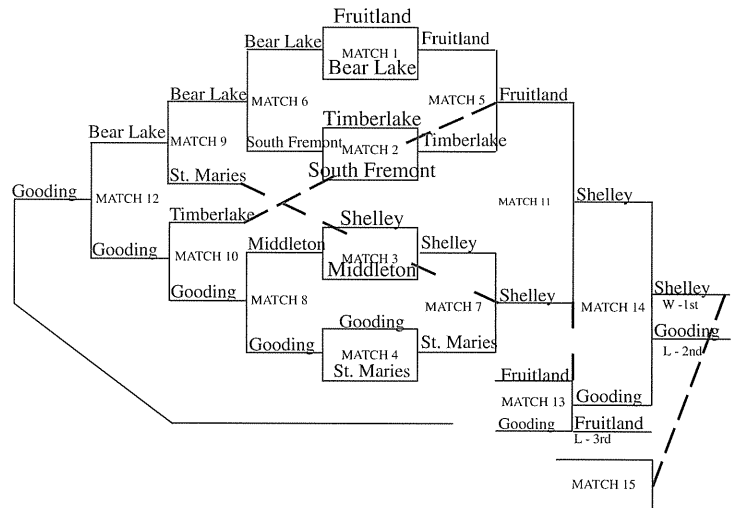 Fruitland
Bear Lake
MATCH 1
Fruitland
Bear Lake
Bear Lake
MATCH 6
MATCH 5
Fruitland
Timberlake
Bear Lake
MATCH 9
South Fremont
MATCH 2
Timberlake
St. Maries
South Fremont
Gooding
MATCH 12
MATCH 11
Shelley
Timberlake
Shelley
Gooding
MATCH 10
Middleton
MATCH 3
Shelley
Middleton
Gooding
MATCH 8
MATCH 7
Shelley
MATCH 14
Shelley
W -1st
Gooding
Gooding
MATCH 4
St. Maries
Gooding
L - 2nd
St. Maries
Fruitland
MATCH 13
Gooding
Gooding
Fruitland
L - 3rd
MATCH 15